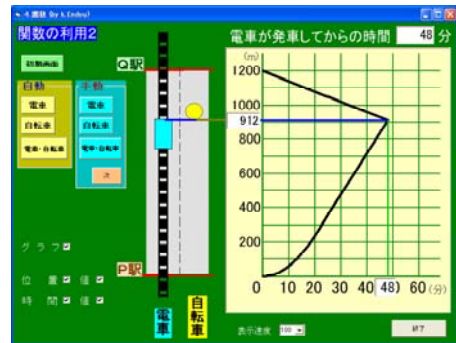 4.関数 (by k.Endou)
関数の利用2
電車が発車してからの時間 48 分
初期画面
Q駅
自動
手動
電車
電車
自転車
自転車
電車・自転車
電車・自転車
次
(m)
1200
1000
912
800
600
400
200
0 10 20 30 40 48) 60 (分)
P駅
グラフ
位 置 値
時 間 値
電車
自転車
表示速度 100
終了